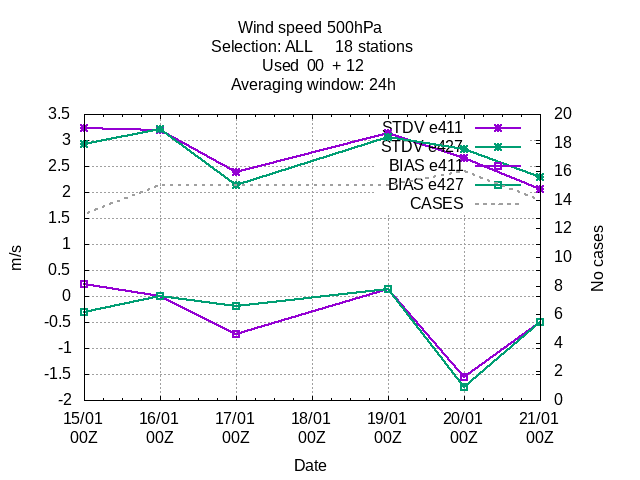 Wind speed 500hPa
Selection: ALL 18 stations
Used 00 + 12
Averaging window: 24h
3.5
3
2.5
2
1.5
1
0.5
0
-0.5
-1
-1.5
-2
20
18
16
14
12
10
8
6
4
2
0
m/s
No cases
STDV e411
STDV e427
BIAS e411
BIAS e427
CASES
15/01 16/01 17/01 18/01 19/01 20/01 21/01
00Z 00Z 00Z 00Z 00Z 00Z 00Z
Date